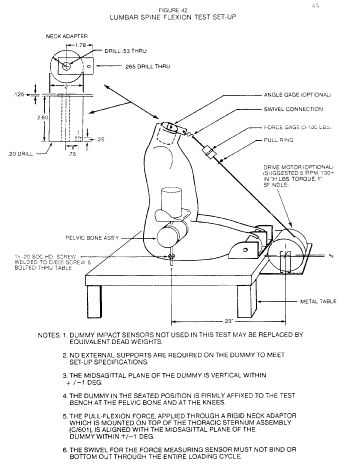 45
FIGURE 42
LUMBAR SPINE FLEXION TEST SET-UP
NECK ADAPTER
1.78
DRILL .53 THRU
.265 DRILL THRU
2
.125
2.60
.25
.20 DRILL
.75
ANGLE GAGE (OPTIONAL)
SWIVEL CONNECTION
FORCE GAGE (0-100 LBS.)
PULL RING
DRIVE MOTOR (OPTIONAL)
(SUGGESTED 5 RPM, 130+
IN "H LBS TORQUE, 1"
SPINDLE)
PELVIC BONE ASS'Y
-20 SOC HD. SCREW
WELDED TO D/605 SCREW &
BOLTED THRU TABLE
METAL TABLE
23"
NOTES: 1. DUMMY IMPACT SENSORS NOT USED IN THIS TEST MAY BE REPLACED BY
EQUIVALENT DEAD WEIGHTS.
2. NO EXTERNAL SUPPORTS ARE REQUIRED ON THE DUMMY TO MEET
SET-UP SPECIFICATIONS.
3. THE MIDSAGITTAL PLANE OF THE DUMMY IS VERTICAL WITHIN
+/-1 DEG.
4. THE DUMMY IN THE SEATED POSITION IS FIRMLY AFFIXED TO THE TEST
BENCH AT THE PELVIC BONE AND AT THE KNEES.
5. THE PULL-FLEXION FORCE, APPLIED THROUGH A RIGID NECK ADAPTOR
WHICH IS MOUNTED ON TOP OF THE THORACIC STERNUM ASSEMBLY
(C/601), IS ALIGNED WITH THE MIDSAGITTAL PLANE OF THE
DUMMY WITHIN +/-1 DEG.
6. THE SWIVEL FOR THE FORCE MEASURING SENSOR MUST NOT BIND OR
BOTTOM OUT THROUGH THE ENTIRE LOADING CYCLE.